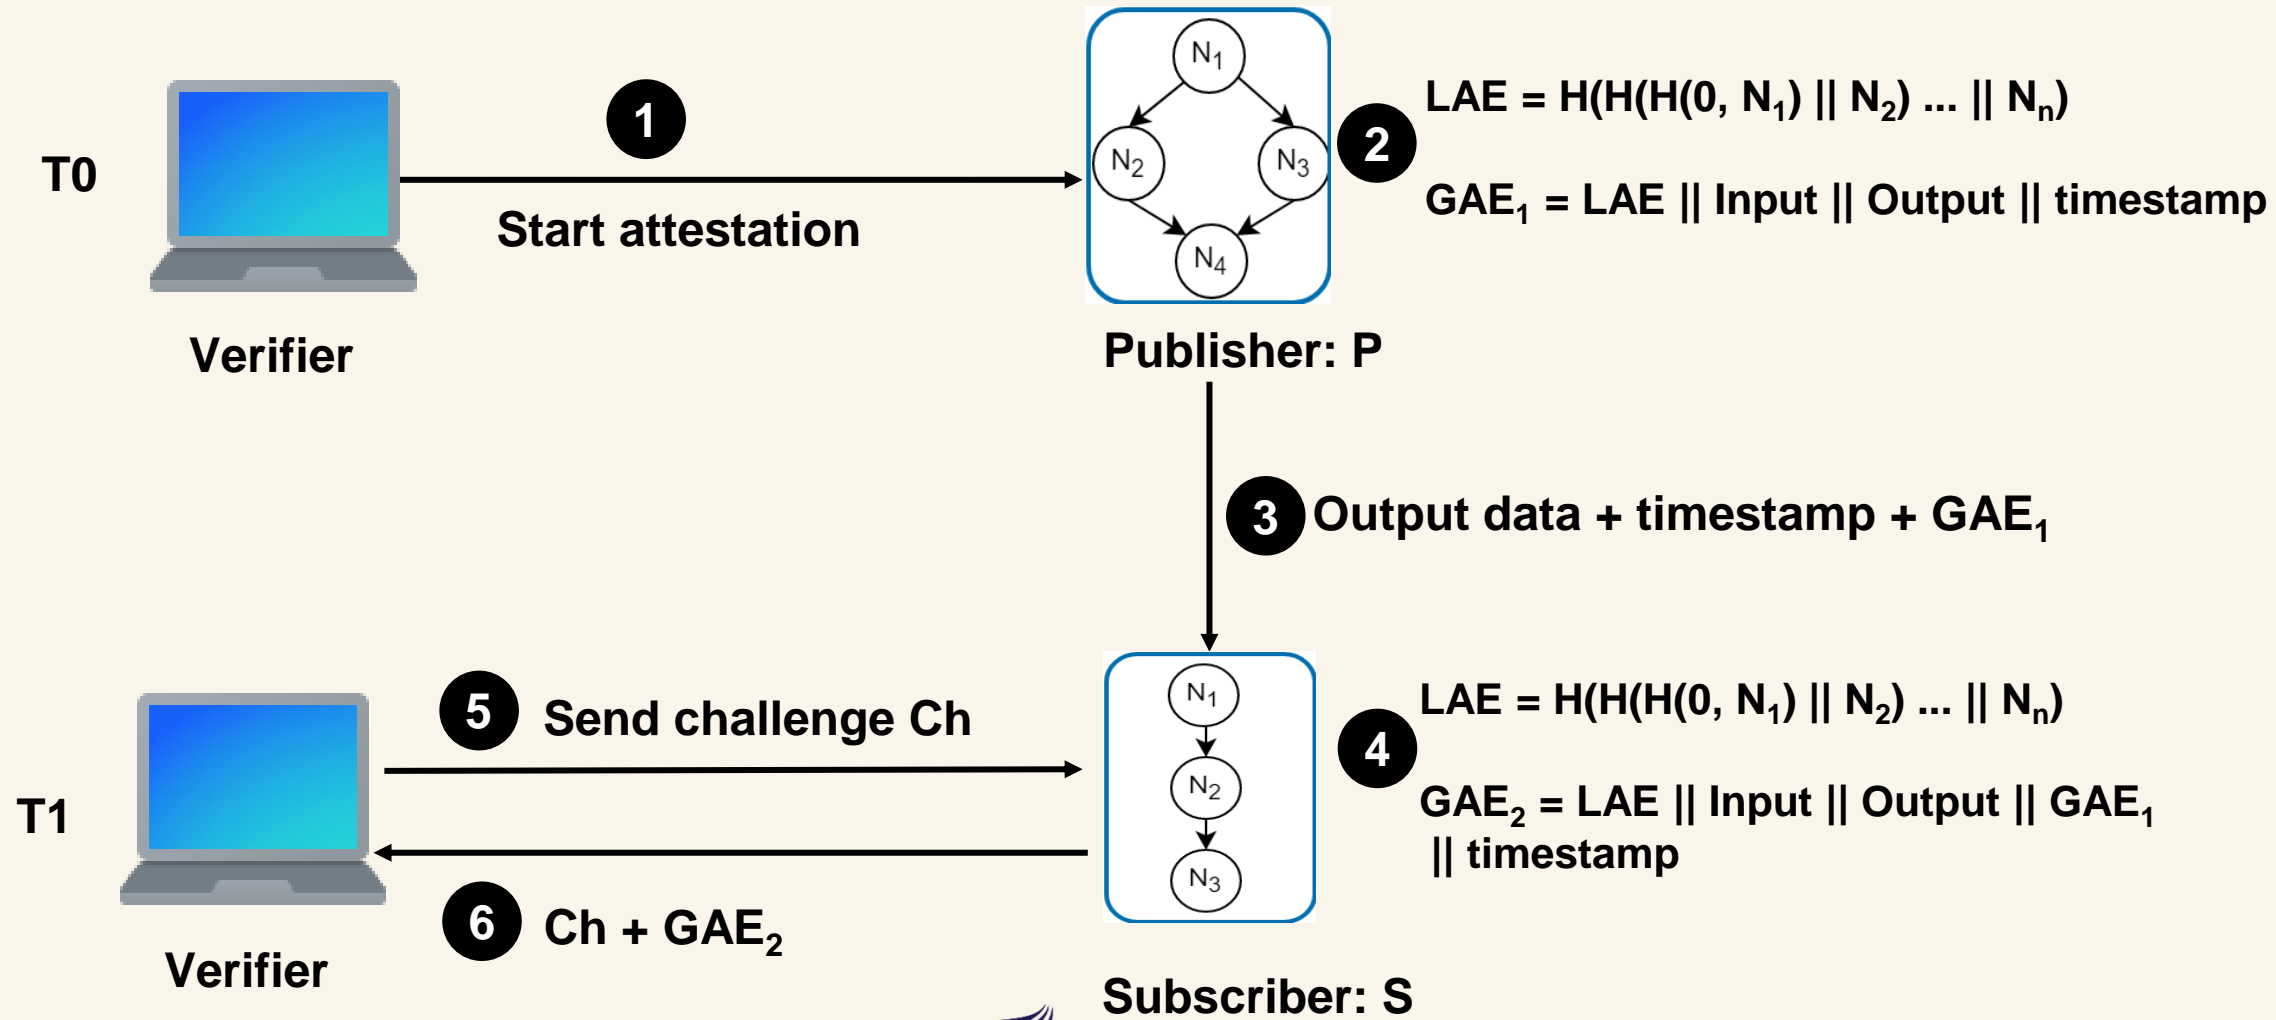 T0
1
Start attestation
Verifier
N₁
N₂
N₃
N₄
Publisher: P
2
LAE = H(H(H(0, N₁) || N₂) ... || Nₙ)
GAE₁ = LAE || Input || Output || timestamp
3
Output data + timestamp + GAE₁
T1
5
Send challenge Ch
6
Ch + GAE₂
Verifier
N₁
N₂
N₃
Subscriber: S
4
LAE = H(H(H(0, N₁) || N₂) ... || Nₙ)
GAE₂ = LAE || Input || Output || GAE₁
|| timestamp